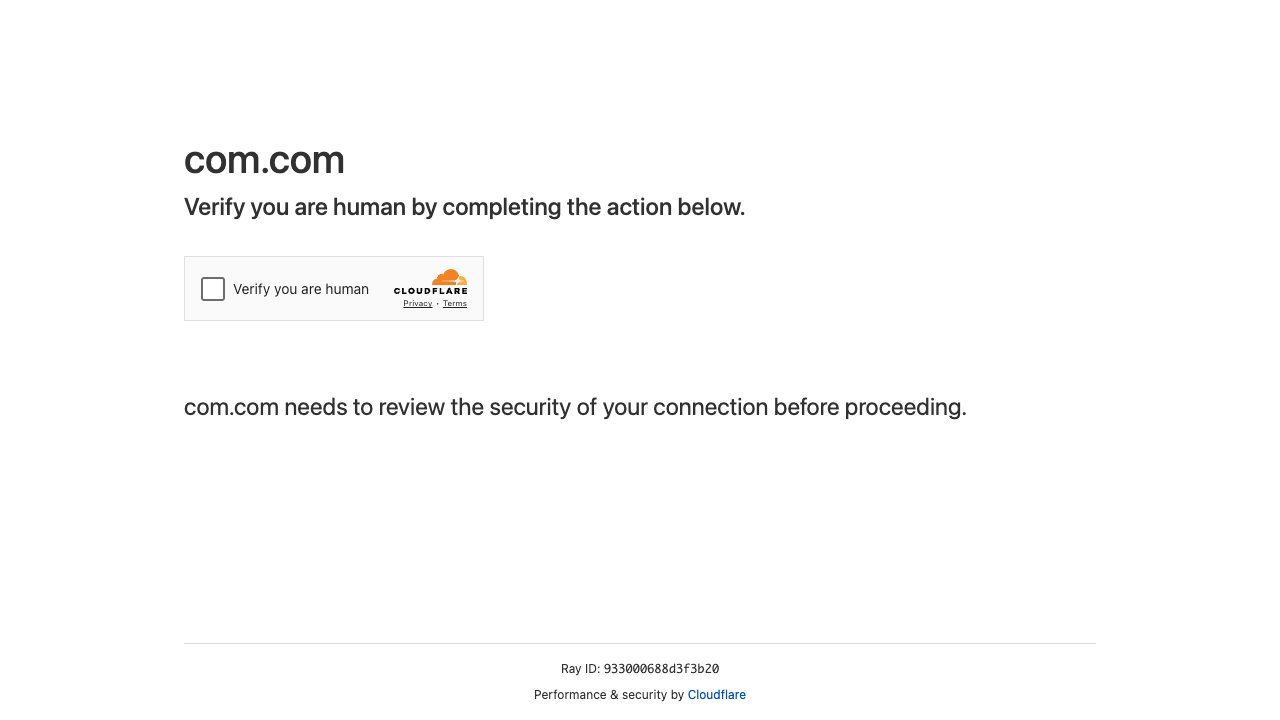 com.com
Verify you are human by completing the action below.
Verify you are human
CLOUDFLARE
Privacy • Terms
com.com needs to review the security of your connection before proceeding.
Ray ID: 933000688d3f3b20
Performance & security by Cloudflare